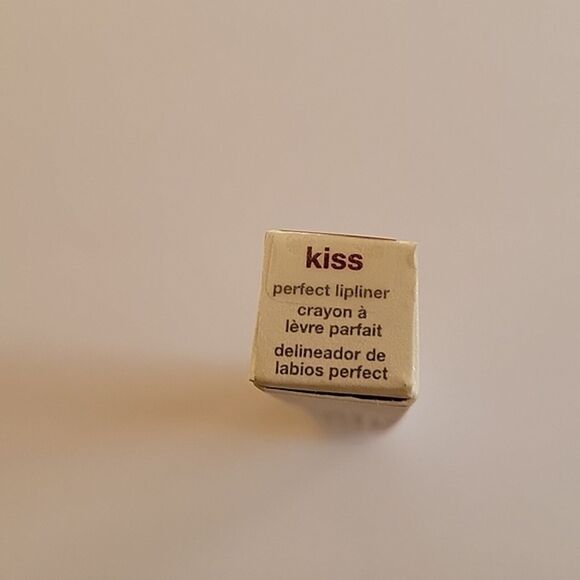 kiss
perfect lipliner
crayon à
lèvre parfait
delineador de
labios perfect